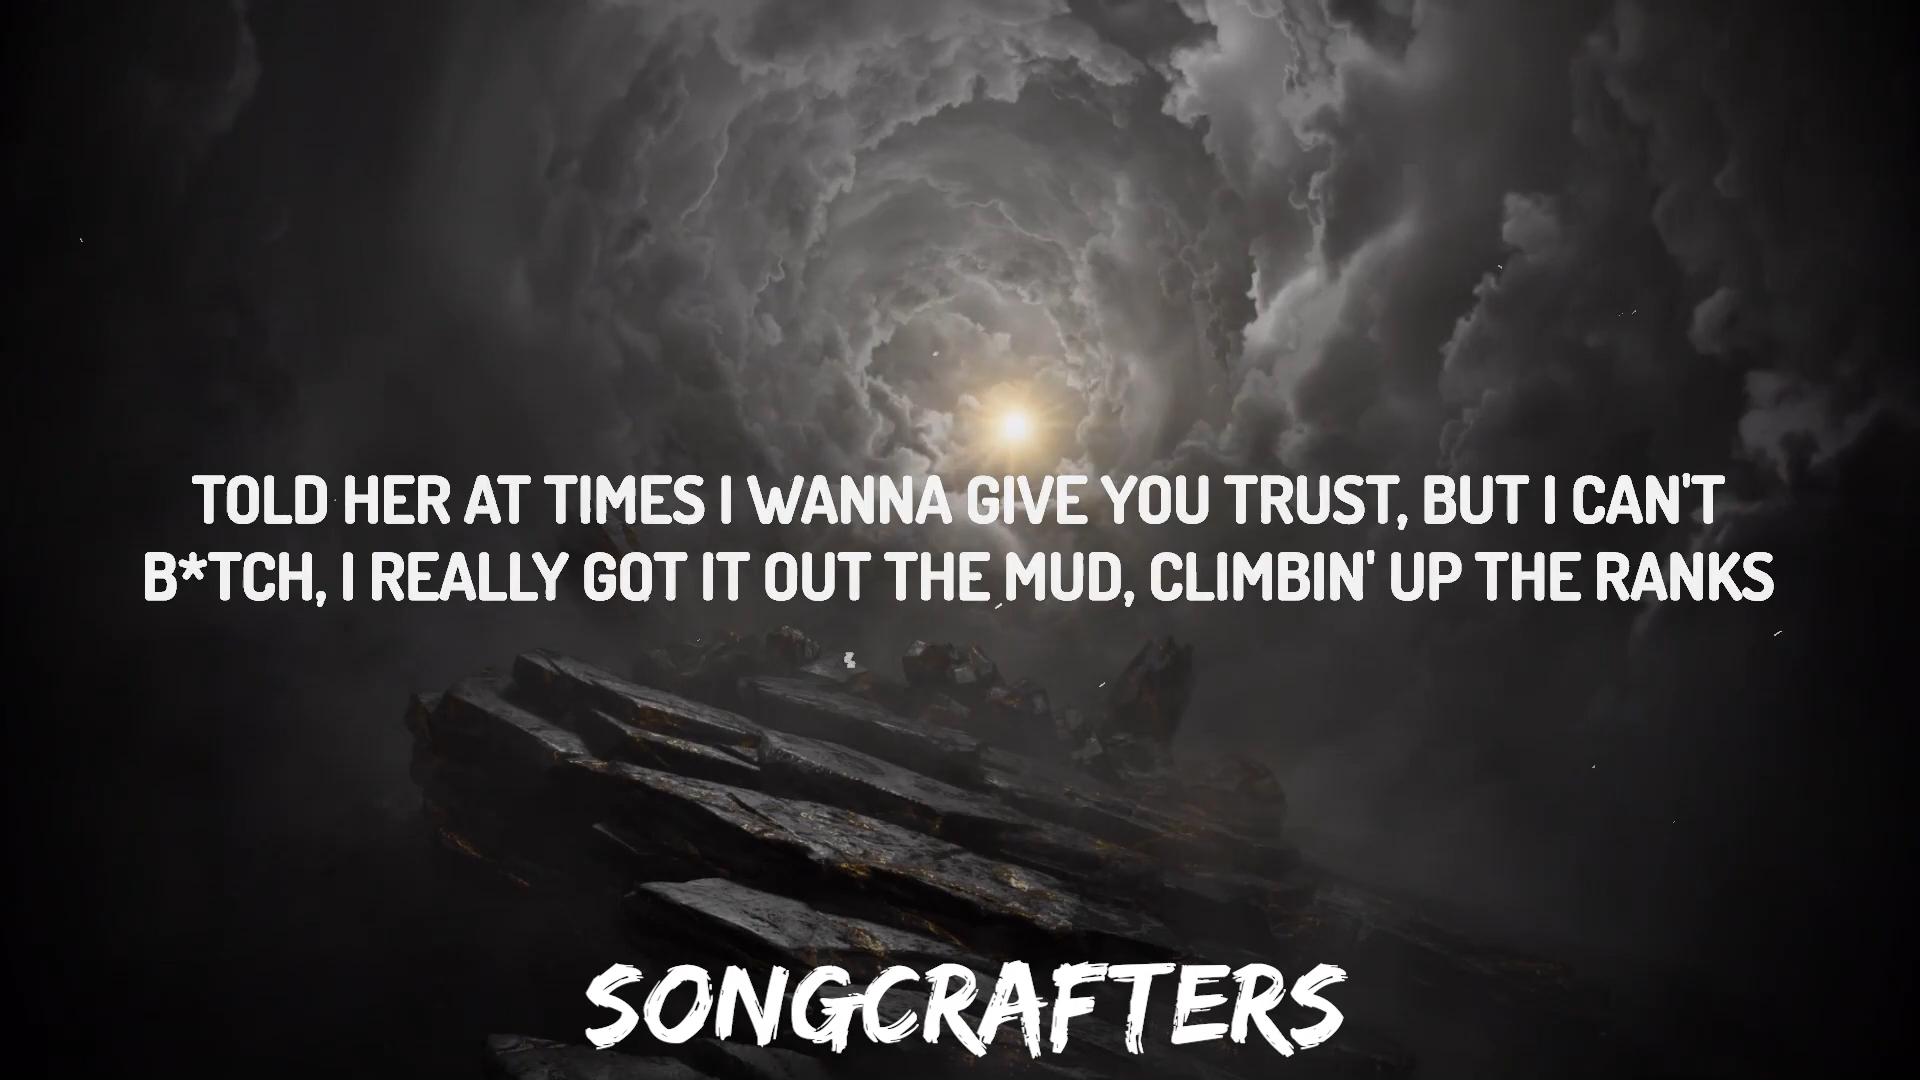 TOLD HER AT TIMES I WANNA GIVE YOU TRUST, BUT I CAN'T
B*TCH, I REALLY GOT IT OUT THE MUD, CLIMBIN' UP THE RANKS
SONGCRAFTERS